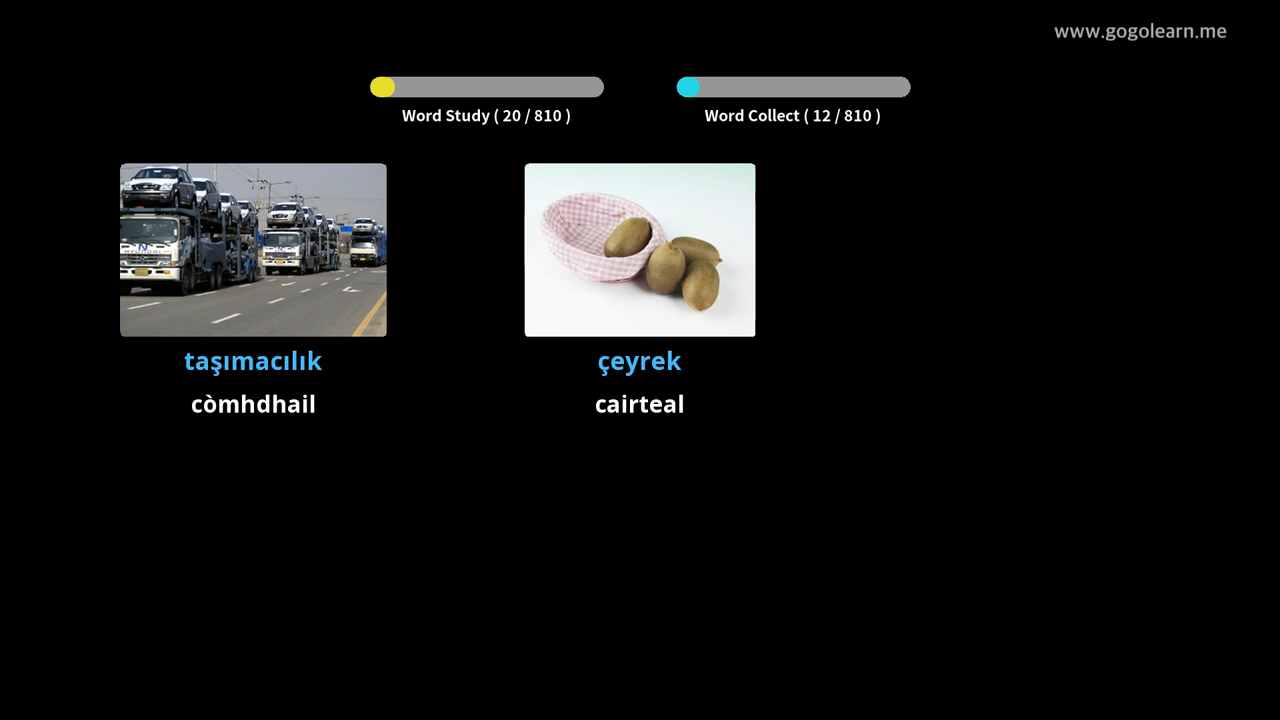 www.gogolearn.me
Word Study ( 20 / 810 )
Word Collect ( 12 / 810 )
taşımacılık
còmhdhail
çeyrek
cairteal